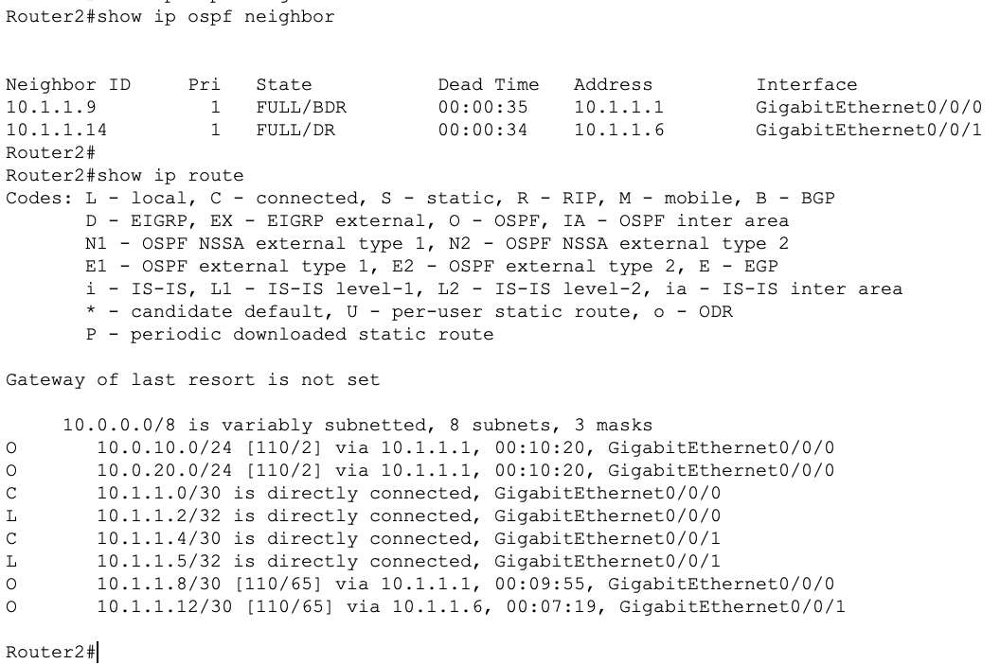 Router2#show ip ospf neighbor
Neighbor ID     Pri   State           Dead Time   Address         Interface
10.1.1.9          1   FULL/BDR        00:00:35    10.1.1.1        GigabitEthernet0/0/0
10.1.1.14         1   FULL/DR         00:00:34    10.1.1.6        GigabitEthernet0/0/1
Router2#
Router2#show ip route
Codes: L - local, C - connected, S - static, R - RIP, M - mobile, B - BGP
       D - EIGRP, EX - EIGRP external, O - OSPF, IA - OSPF inter area
       N1 - OSPF NSSA external type 1, N2 - OSPF NSSA external type 2
       E1 - OSPF external type 1, E2 - OSPF external type 2, E - EGP
       i - IS-IS, L1 - IS-IS level-1, L2 - IS-IS level-2, ia - IS-IS inter area
       * - candidate default, U - per-user static route, o - ODR
       P - periodic downloaded static route
Gateway of last resort is not set
     10.0.0.0/8 is variably subnetted, 8 subnets, 3 masks
O       10.0.10.0/24 [110/2] via 10.1.1.1, 00:10:20, GigabitEthernet0/0/0
O       10.0.20.0/24 [110/2] via 10.1.1.1, 00:10:20, GigabitEthernet0/0/0
C       10.1.1.0/30 is directly connected, GigabitEthernet0/0/0
L       10.1.1.2/32 is directly connected, GigabitEthernet0/0/0
C       10.1.1.4/30 is directly connected, GigabitEthernet0/0/1
L       10.1.1.5/32 is directly connected, GigabitEthernet0/0/1
O       10.1.1.8/30 [110/65] via 10.1.1.1, 00:09:55, GigabitEthernet0/0/0
O       10.1.1.12/30 [110/65] via 10.1.1.6, 00:07:19, GigabitEthernet0/0/1
Router2#